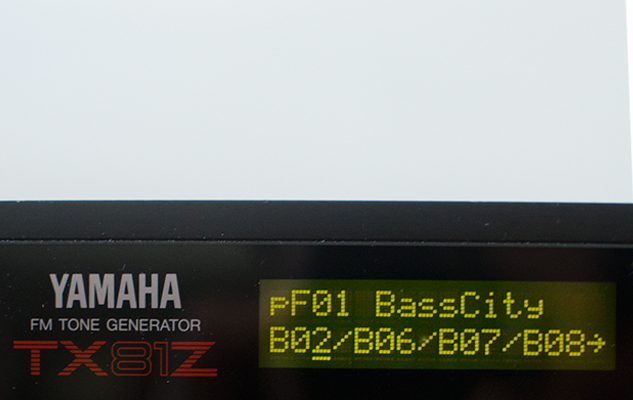 YAMAHA
FM TONE GENERATOR
TX81Z
pF01 BassCity
B02/B06/B07/B08→